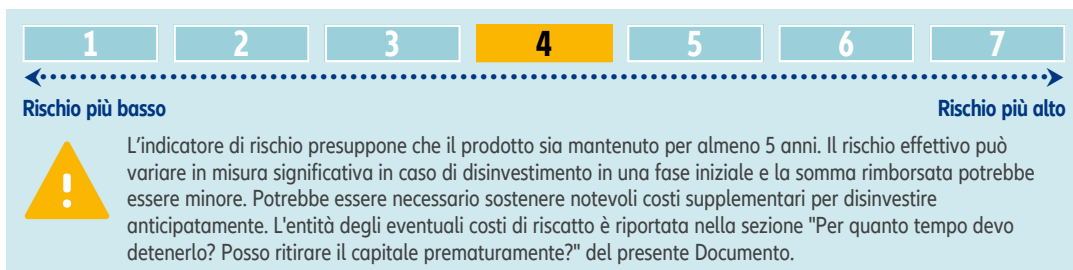 1 2 3 4 5 6 7
Rischio più basso Rischio più alto
L'indicatore di rischio presuppone che il prodotto sia mantenuto per almeno 5 anni. Il rischio effettivo può
variare in misura significativa in caso di disinvestimento in una fase iniziale e la somma rimborsata potrebbe
essere minore. Potrebbe essere necessario sostenere notevoli costi supplementari per disinvestire
anticipatamente. L'entità degli eventuali costi di riscatto è riportata nella sezione "Per quanto tempo devo
detenerlo? Posso ritirare il capitale prematuramente?" del presente Documento.